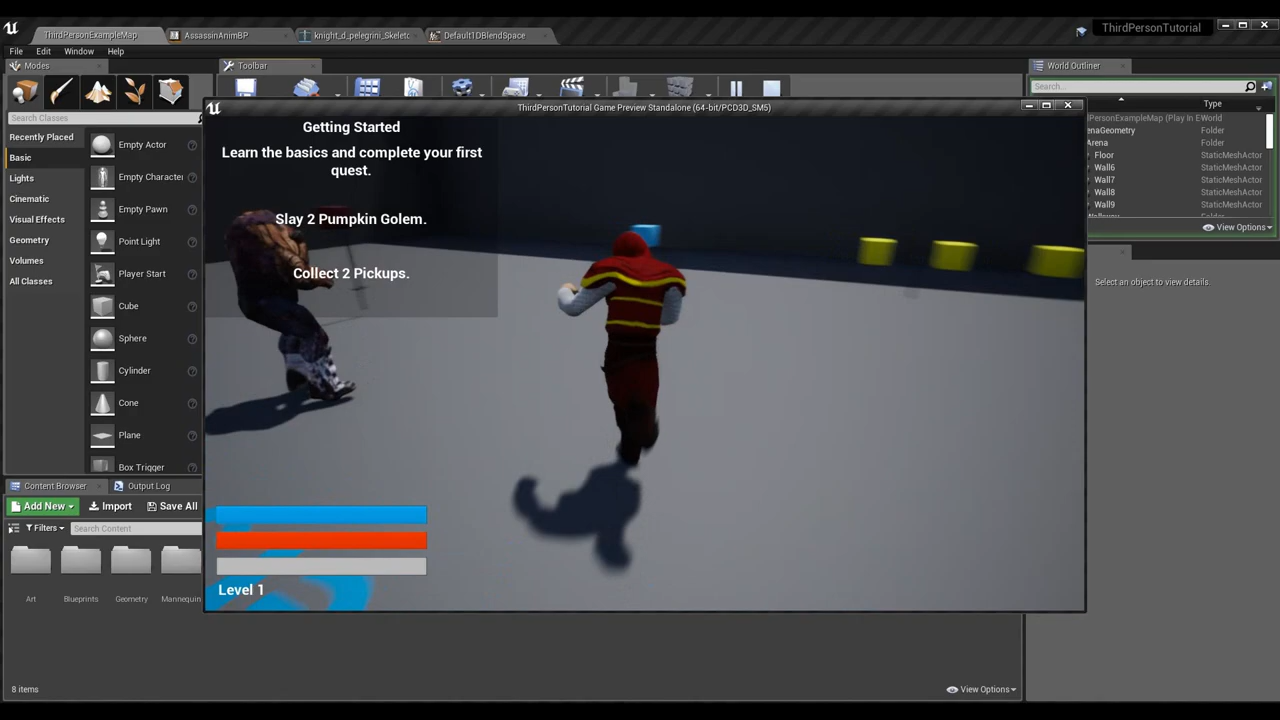 ThirdPersonExampleMap
AssassinAnimBP
knight_d_pelegrini_Skeleto
Default1DBlendSpace
ThirdPersonTutorial
File Edit Window Help
Modes
Toolbar
World Outliner
Search...
Search Classes
ThirdPersonTutorial Game Preview Standalone (64-bit/PCD3D_SM5)
Type
Recently Placed
Basic
Lights
Cinematic
Visual Effects
Geometry
Volumes
All Classes
Empty Actor
Empty Character
Empty Pawn
Point Light
Player Start
Cube
Sphere
Cylinder
Cone
Plane
Box Trigger
Getting Started
Learn the basics and complete your first
quest.
Slay 2 Pumpkin Golem.
Collect 2 Pickups.
Level 1
PersonExampleMap (Play In E World
enaGeometry Folder
Arena Folder
Floor StaticMeshActor
Wall6 StaticMeshActor
Wall7 StaticMeshActor
Wall8 StaticMeshActor
Wall9 StaticMeshActor
View Options
Select an object to view details.
Content Browser
Output Log
Add New Import Save All
Filters Search Content
Art Blueprints Geometry Mannequin
8 items
View Options